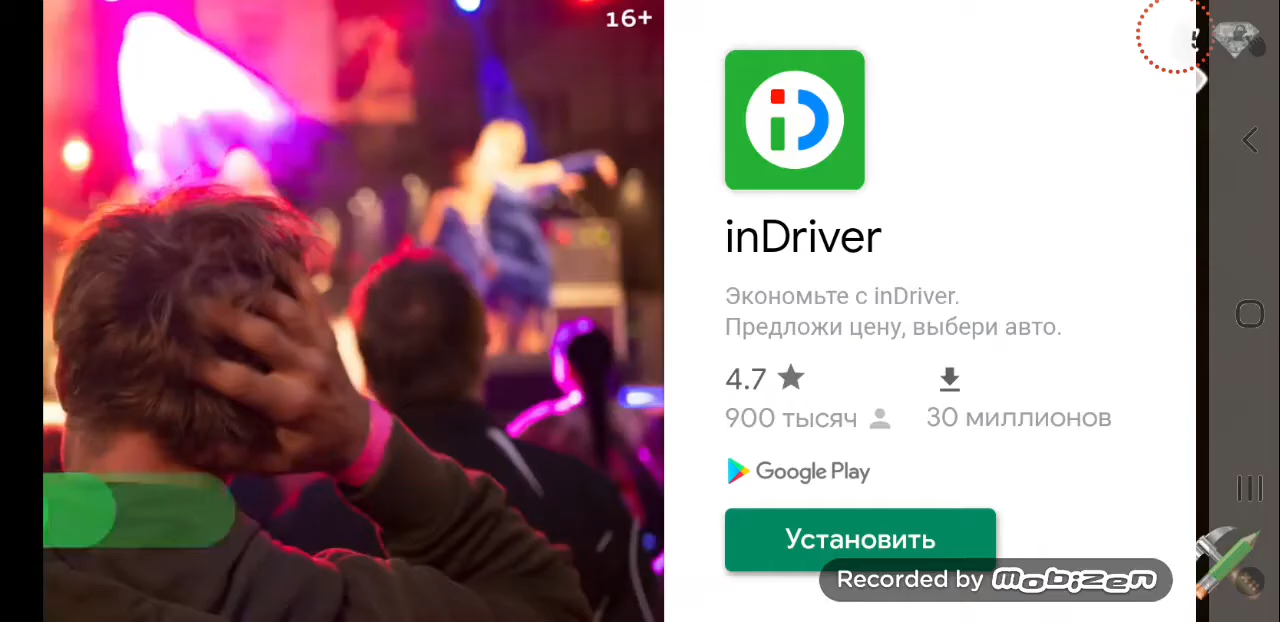 16+
inDriver
Экономьте с inDriver.
Предложи цену, выбери авто.
4.7
900 тысяч
30 миллионов
Google Play
Установить
Recorded by mobizen